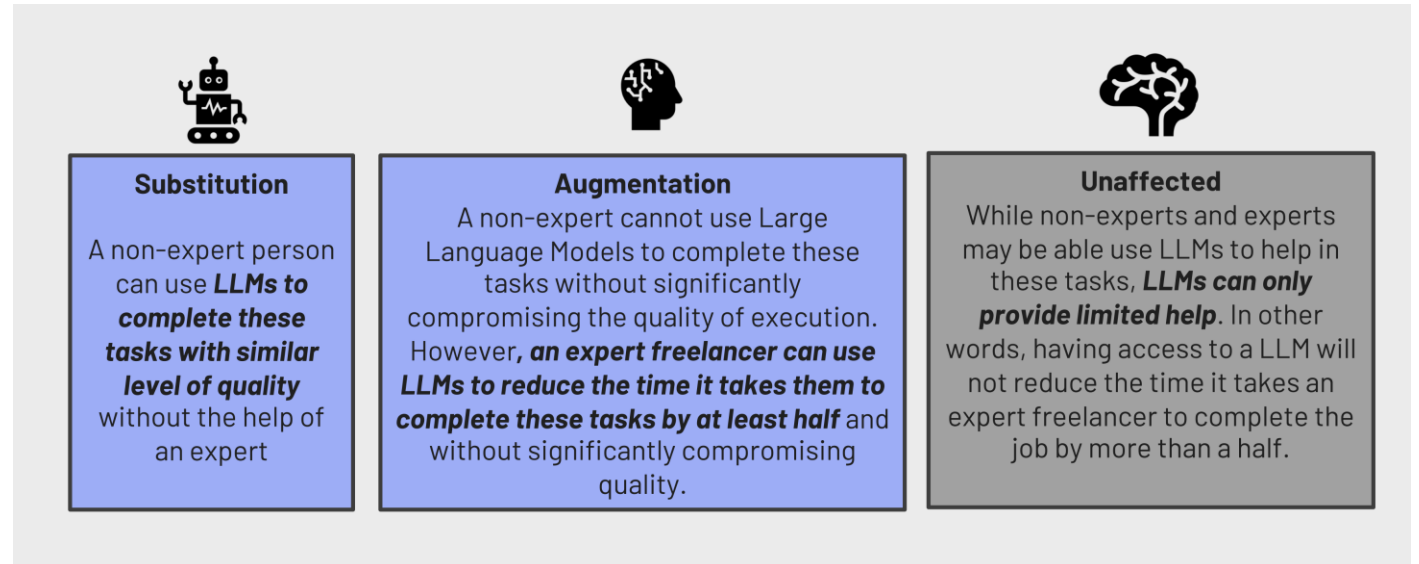 Substitution
A non-expert person
can use LLMs to
complete these
tasks with similar
level of quality
without the help of
an expert
Augmentation
A non-expert cannot use Large
Language Models to complete these
tasks without significantly
compromising the quality of execution.
However, an expert freelancer can use
LLMs to reduce the time it takes them to
complete these tasks by at least half and
without significantly compromising
quality.
Unaffected
While non-experts and experts
may be able use LLMs to help in
these tasks, LLMs can only
provide limited help. In other
words, having access to a LLM will
not reduce the time it takes an
expert freelancer to complete the
job by more than a half.